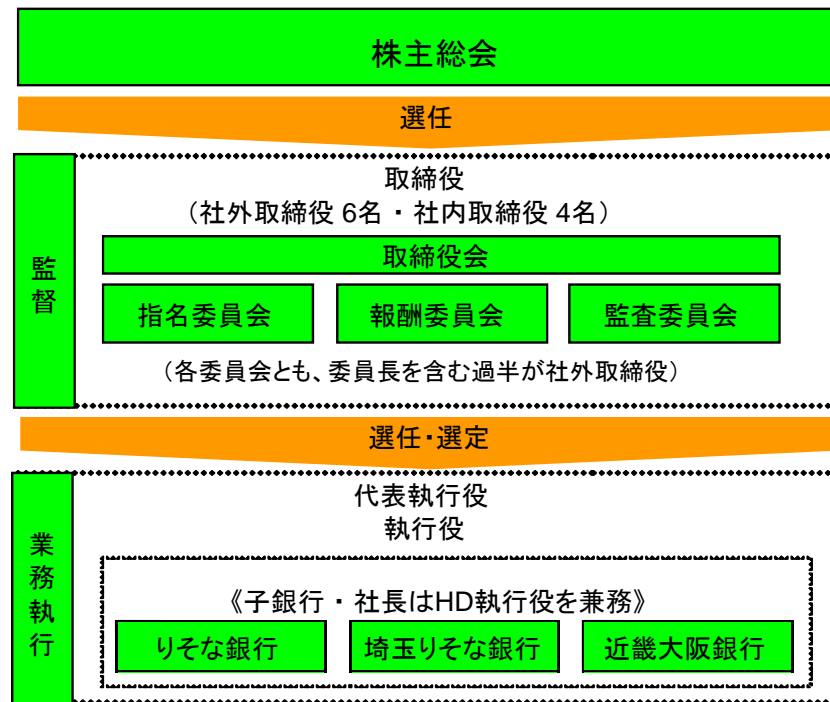 株主総会
選任
監督
取締役
（社外取締役 6名 ・ 社内取締役 4名）
取締役会
指名委員会
報酬委員会
監査委員会
（各委員会とも、委員長を含む過半が社外取締役）
選任・選定
業務執行
代表執行役
執行役
《子銀行 ・ 社長はHD執行役を兼務》
りそな銀行
埼玉りそな銀行
近畿大阪銀行